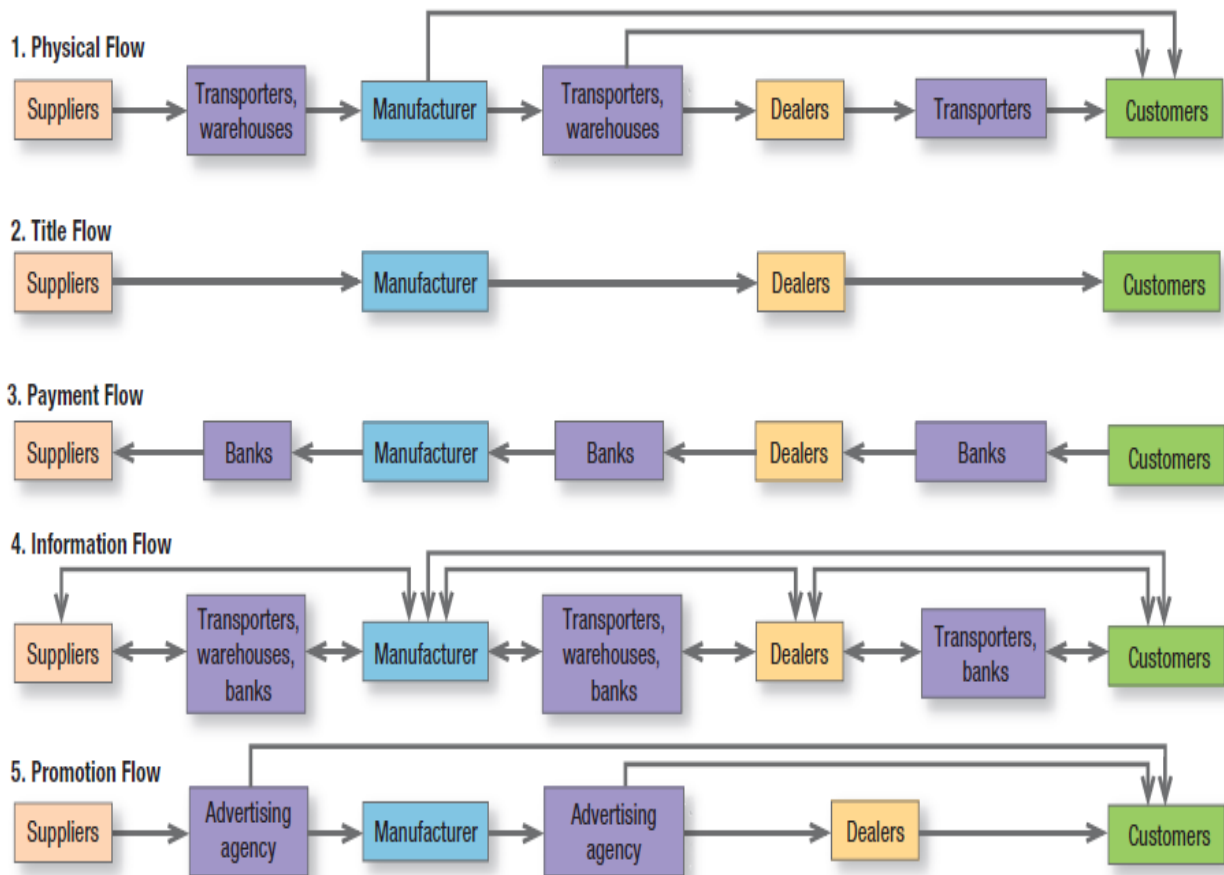 1. Physical Flow
Suppliers
Transporters,
warehouses
Manufacturer
Transporters,
warehouses
Dealers
Transporters
Customers
2. Title Flow
Suppliers
Manufacturer
Dealers
Customers
3. Payment Flow
Suppliers
Banks
Manufacturer
Banks
Dealers
Banks
Customers
4. Information Flow
Suppliers
Transporters,
warehouses,
banks
Manufacturer
Transporters,
warehouses,
banks
Dealers
Transporters,
banks
Customers
5. Promotion Flow
Suppliers
Advertising
agency
Manufacturer
Advertising
agency
Dealers
Customers